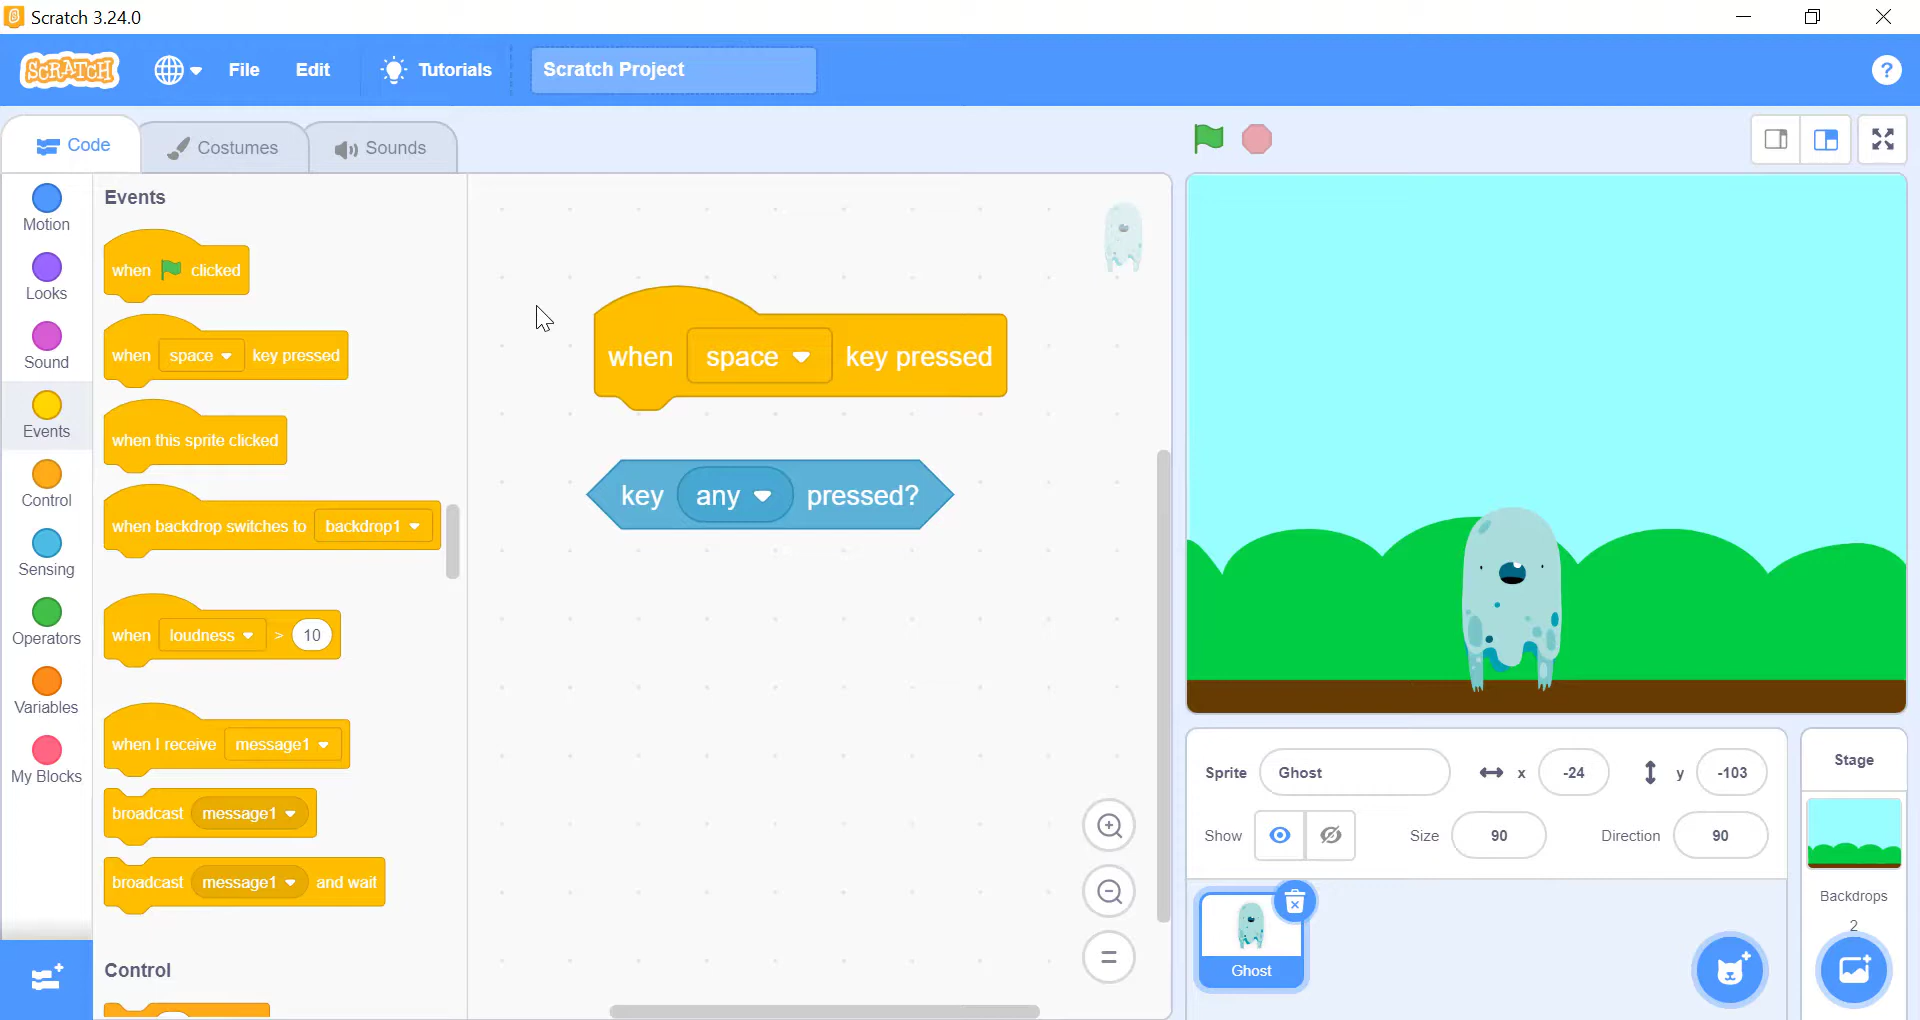 Scratch 3.24.0
SCRATCH File Edit Tutorials Scratch Project ?
Code Costumes Sounds
Motion
Looks
Sound
Events
Control
Sensing
Operators
Variables
My Blocks
Events
when clicked
when space key pressed
when this sprite clicked
when backdrop switches to backdrop1
when loudness > 10
when I receive message1
broadcast message1
broadcast message1 and wait
Control
when space key pressed
key any pressed?
Sprite Ghost x -24 y -103
Show Size 90 Direction 90
Ghost
Stage
Backdrops
2